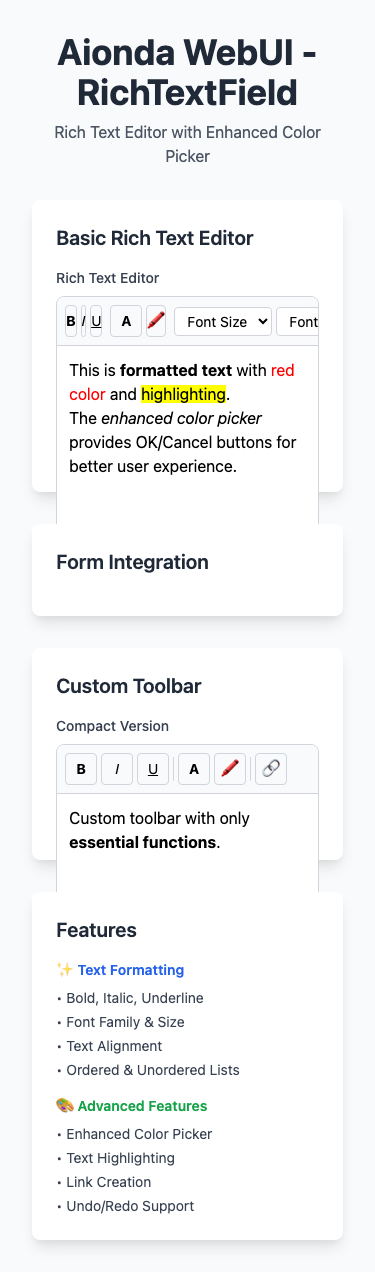 Aionda WebUI -
RichTextField
Rich Text Editor with Enhanced Color
Picker
Basic Rich Text Editor
Rich Text Editor
B I U A 🖍️ Font Size Font
This is formatted text with red
color and highlighting.
The enhanced color picker
provides OK/Cancel buttons for
better user experience.
Form Integration
Custom Toolbar
Compact Version
B I U A 🖍️ 🔗
Custom toolbar with only
essential functions.
Features
✨ Text Formatting
• Bold, Italic, Underline
• Font Family & Size
• Text Alignment
• Ordered & Unordered Lists
🎨 Advanced Features
• Enhanced Color Picker
• Text Highlighting
• Link Creation
• Undo/Redo Support